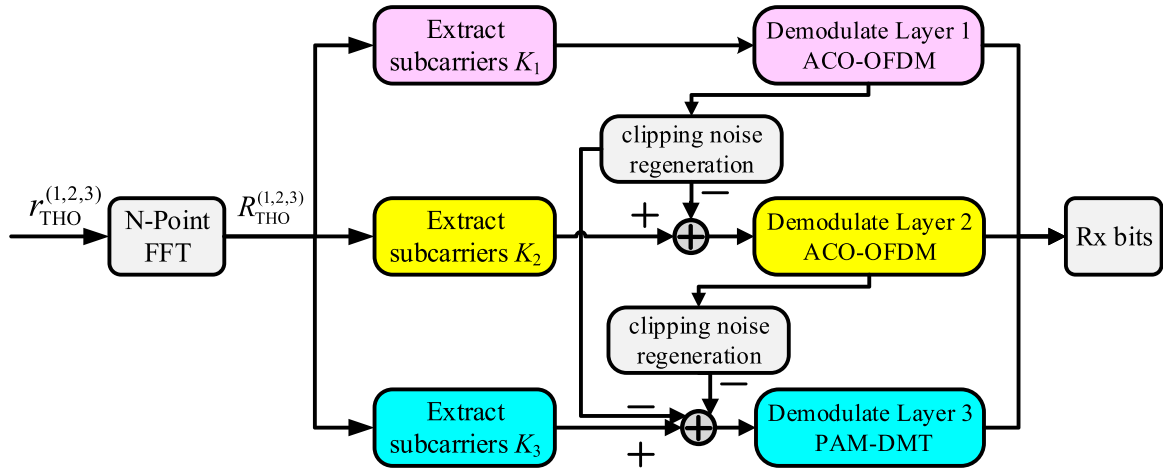 Extract
subcarriers K₁
Demodulate Layer 1
ACO-OFDM
clipping noise
regeneration
−
r_THO^(1,2,3)
N-Point
FFT
R_THO^(1,2,3)
Extract
subcarriers K₂
+
+
Demodulate Layer 2
ACO-OFDM
Rx bits
clipping noise
regeneration
−
Extract
subcarriers K₃
−
+
+
Demodulate Layer 3
PAM-DMT